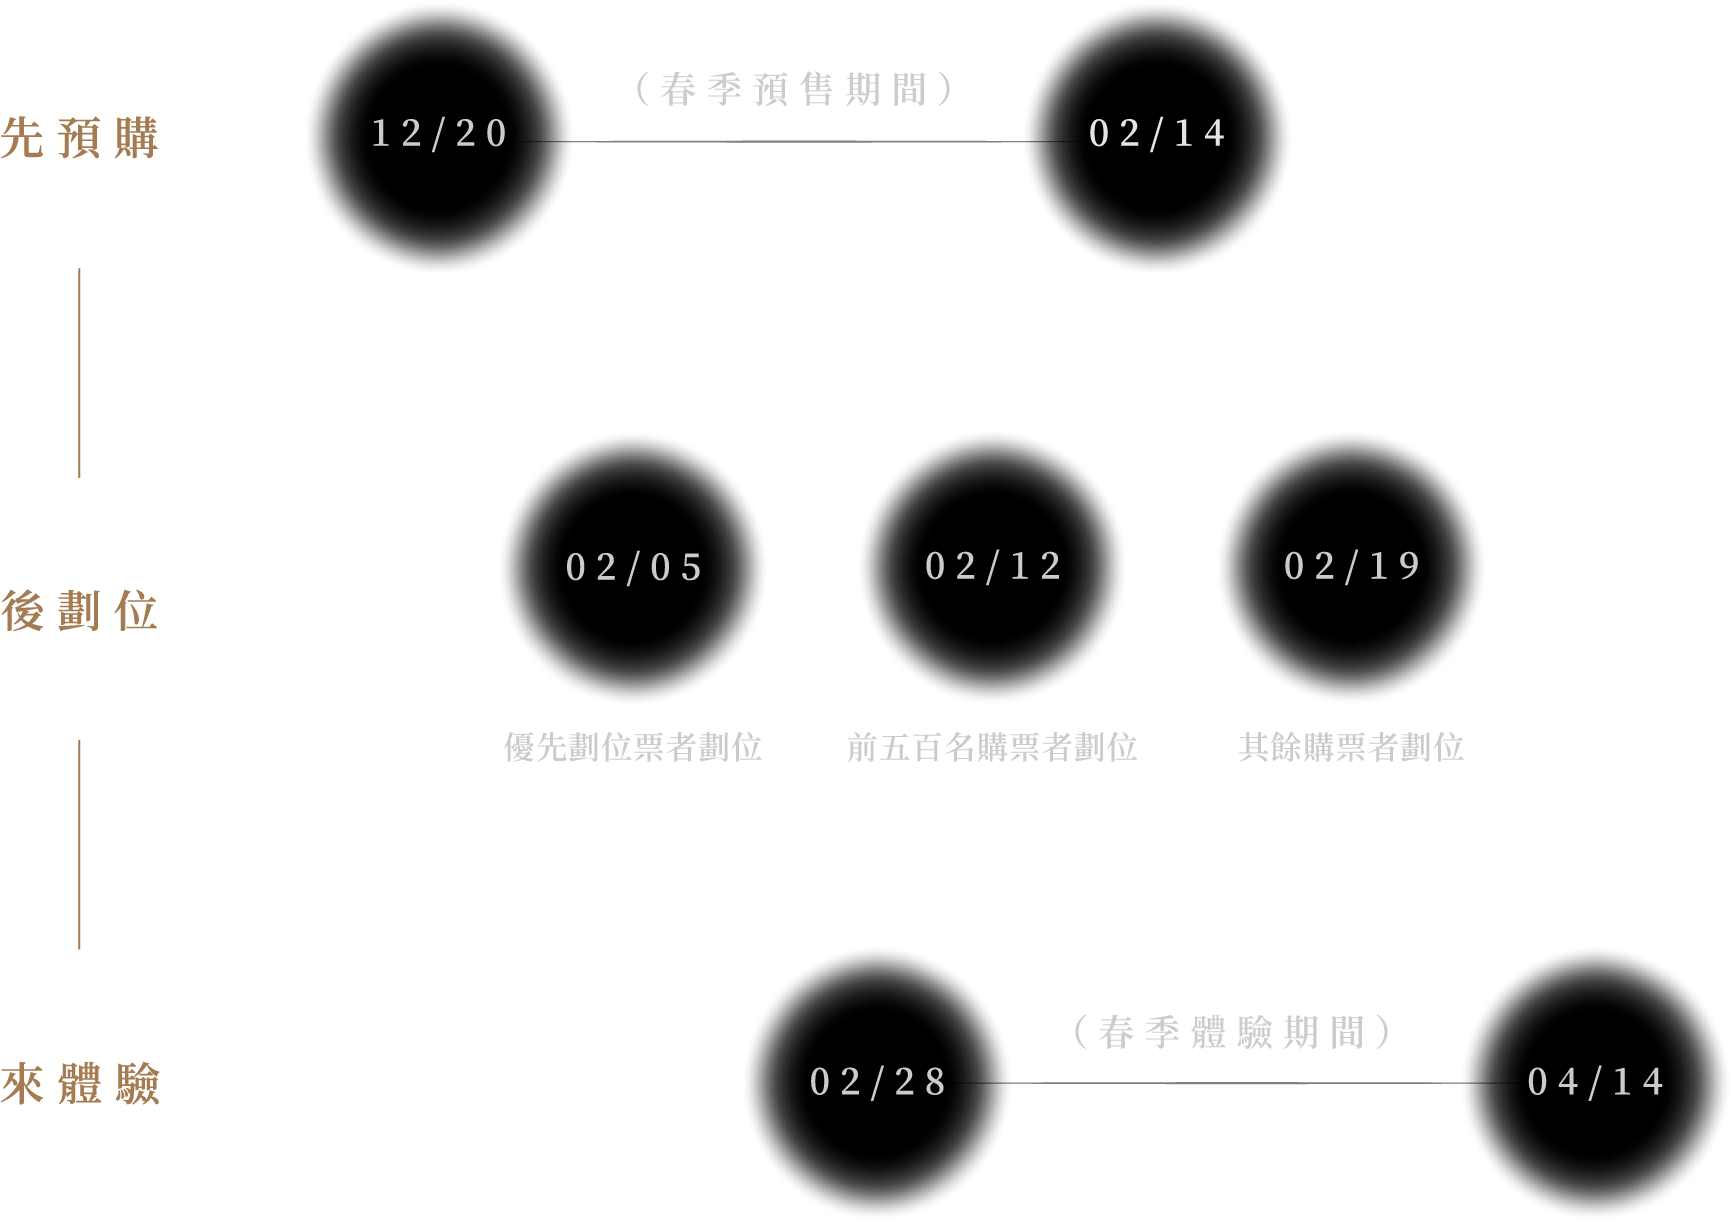 先預購
12/20
（春季預售期間）
02/14
後劃位
02/05
02/12
02/19
優先劃位票者劃位
前五百名購票者劃位
其餘購票者劃位
來體驗
02/28
（春季體驗期間）
04/14